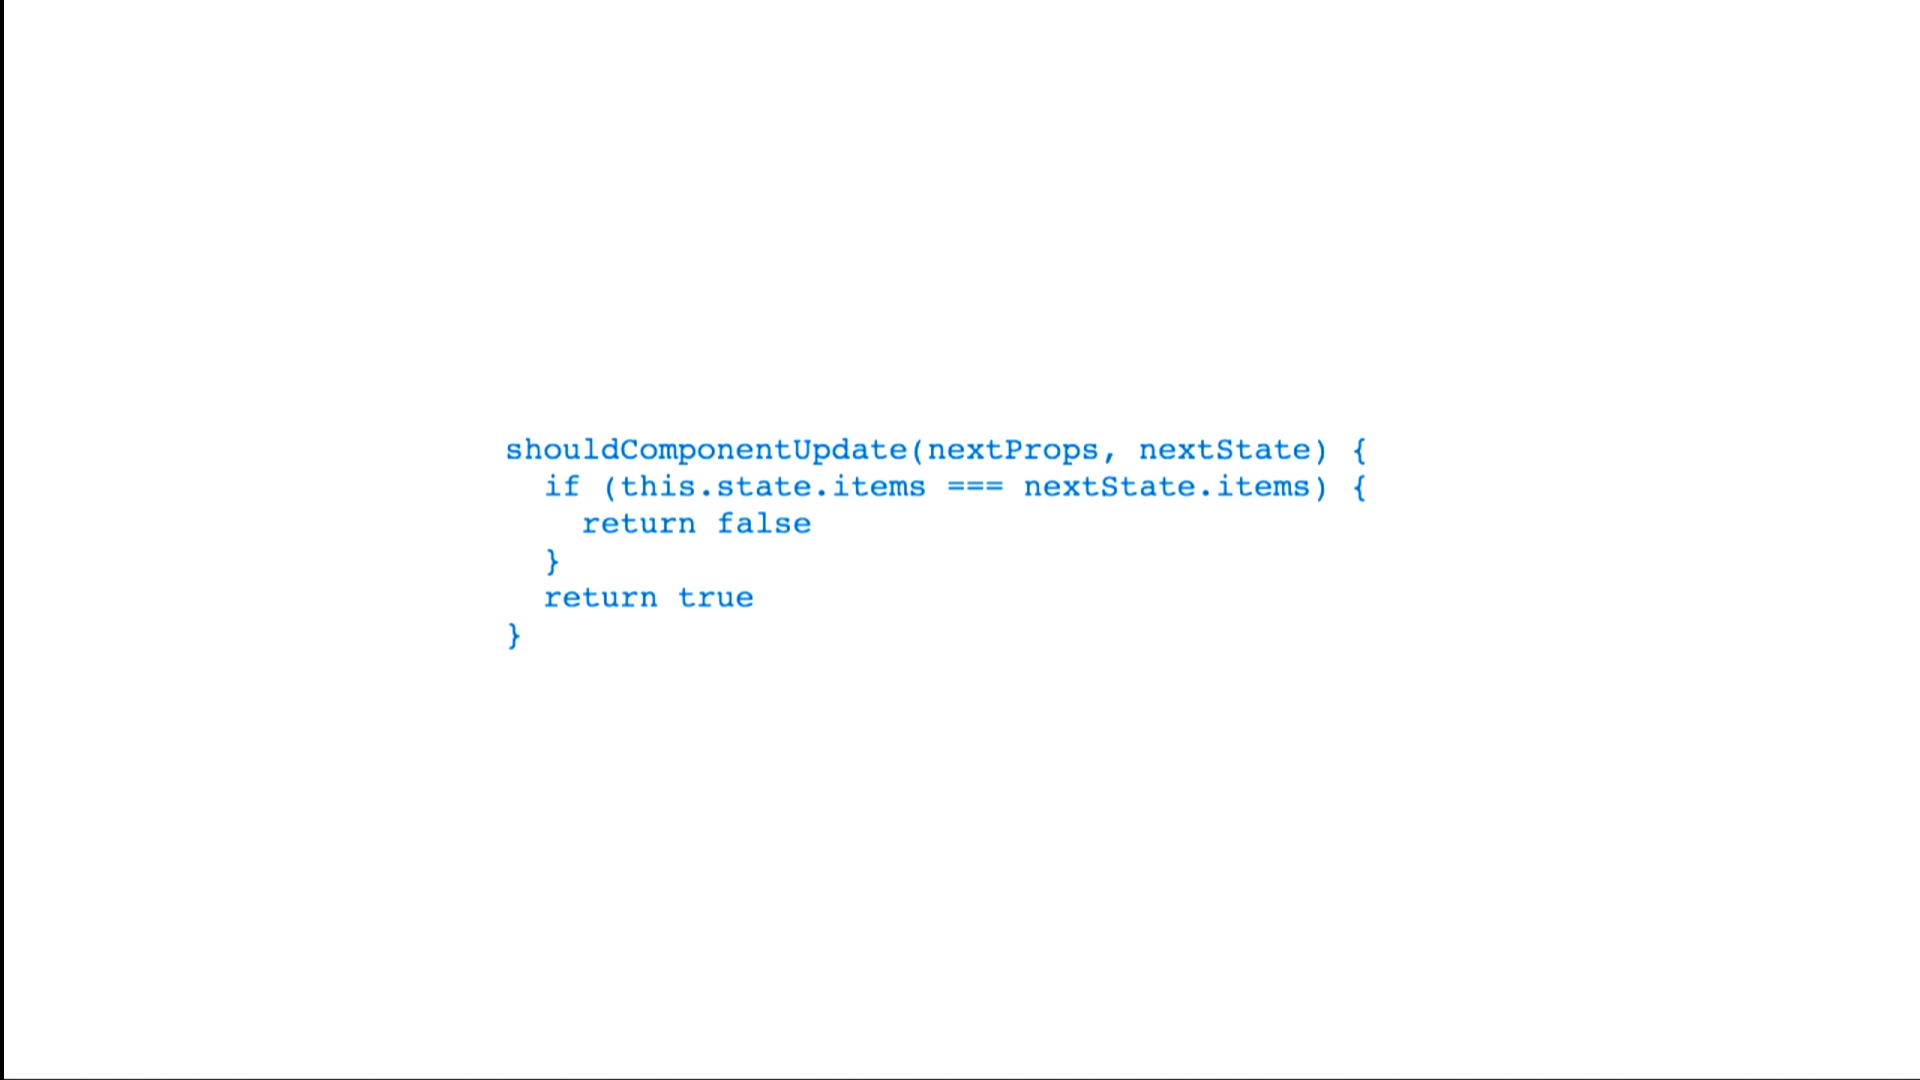 shouldComponentUpdate(nextProps, nextState) {
  if (this.state.items === nextState.items) {
    return false
  }
  return true
}